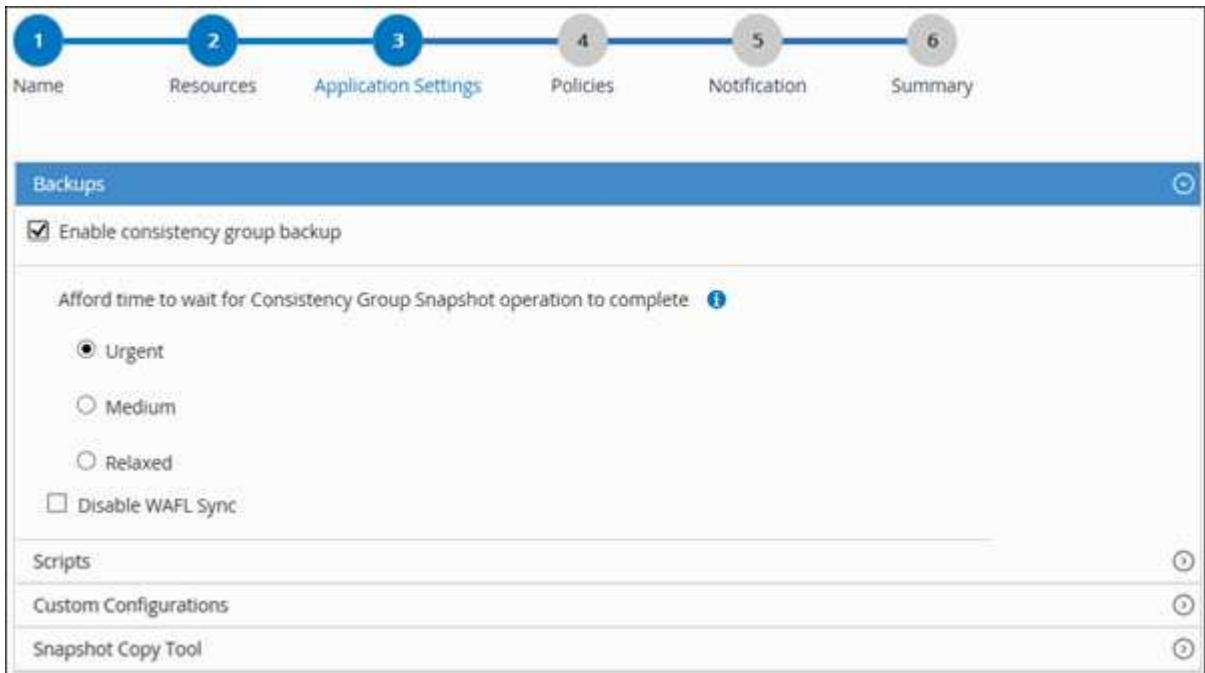 1 2 3 4 5 6
Name Resources Application Settings Policies Notification Summary
Backups
Enable consistency group backup
Afford time to wait for Consistency Group Snapshot operation to complete i
Urgent
Medium
Relaxed
Disable WAFL Sync
Scripts
Custom Configurations
Snapshot Copy Tool